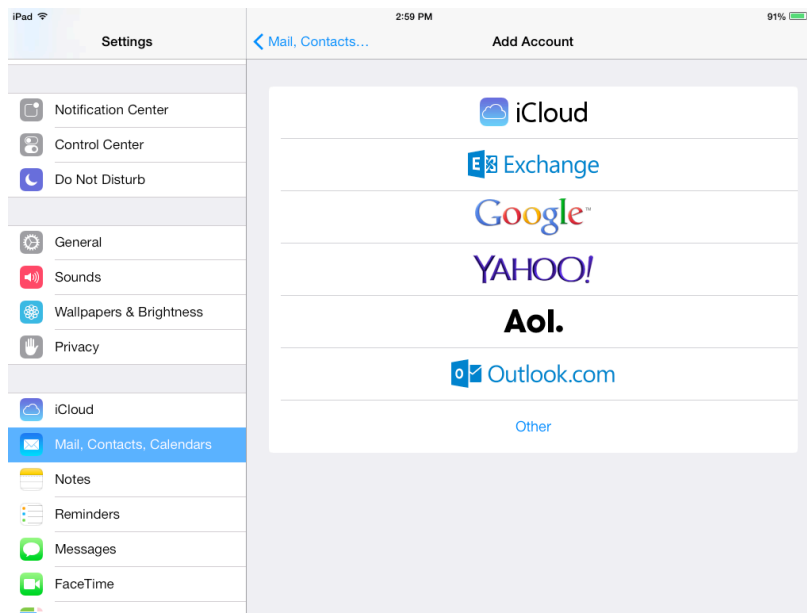 iPad 2:59 PM 91%
Settings
Mail, Contacts... Add Account
Notification Center
Control Center
Do Not Disturb
General
Sounds
Wallpapers & Brightness
Privacy
iCloud
Mail, Contacts, Calendars
Notes
Reminders
Messages
FaceTime
iCloud
E Exchange
Google™
YAHOO!
Aol.
o Outlook.com
Other